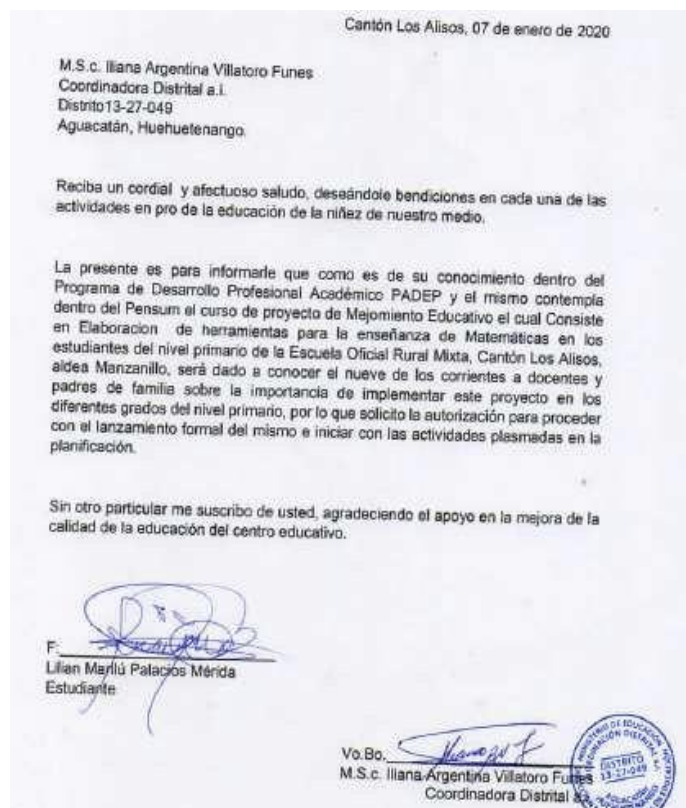 Cantón Los Alisos, 07 de enero de 2020
M.S.c. Iliana Argentina Villatoro Funes
Coordinadora Distrital a.i.
Distrito13-27-049
Aguacatán, Huehuetenango.
Reciba un cordial y afectuoso saludo, deseándole bendiciones en cada una de las
actividades en pro de la educación de la niñez de nuestro medio.
La presente es para informarle que como es de su conocimiento dentro del
Programa de Desarrollo Profesional Académico PADEP y el mismo contempla
dentro del Pensum el curso de proyecto de Mejomiento Educativo el cual Consiste
en Elaboracion de herramientas para la enseñanza de Matemáticas en los
estudiantes del nivel primario de la Escuela Oficial Rural Mixta, Cantón Los Alisos,
aldea Manzanillo, será dado a conocer el nueve de los corrientes a docentes y
padres de familia sobre la importancia de implementar este proyecto en los
diferentes grados del nivel primario, por lo que solicito la autorización para proceder
con el lanzamiento formal del mismo e iniciar con las actividades plasmadas en la
planificación.
Sin otro particular me suscribo de usted, agradeciendo el apoyo en la mejora de la
calidad de la educación del centro educativo.
F.
Lilian Marilú Palacios Mérida
Estudiante
Vo.Bo.
M.S.c. Iliana Argentina Villatoro Funes
Coordinadora Distrital
MINISTERIO DE EDUCACIÓN
DISTRITO
13-27-049